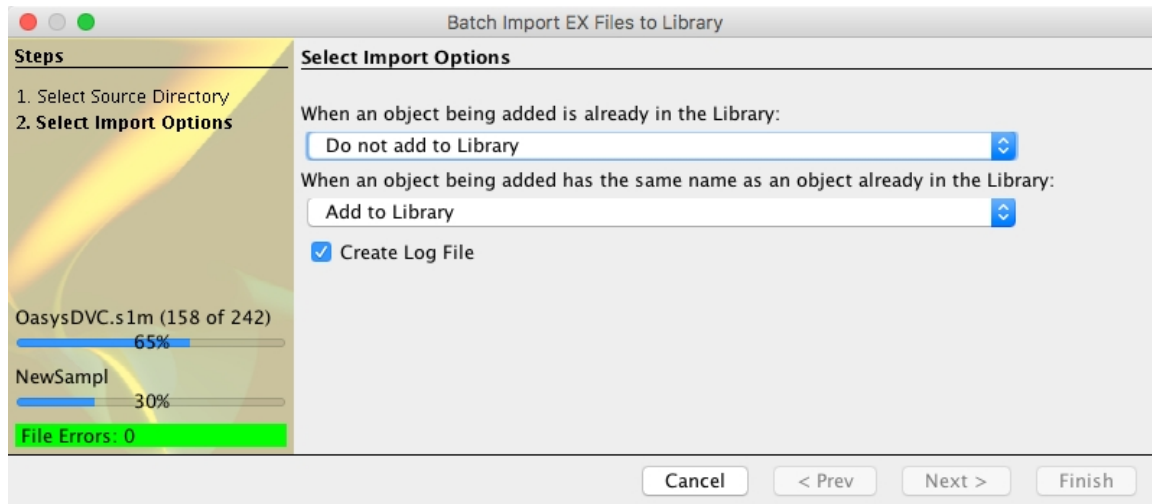 Batch Import EX Files to Library
Steps
1. Select Source Directory
2. Select Import Options
OasysDVC.s1m (158 of 242)
65%
NewSampl
30%
File Errors: 0
Select Import Options
When an object being added is already in the Library:
Do not add to Library
When an object being added has the same name as an object already in the Library:
Add to Library
Create Log File
Cancel
< Prev
Next >
Finish